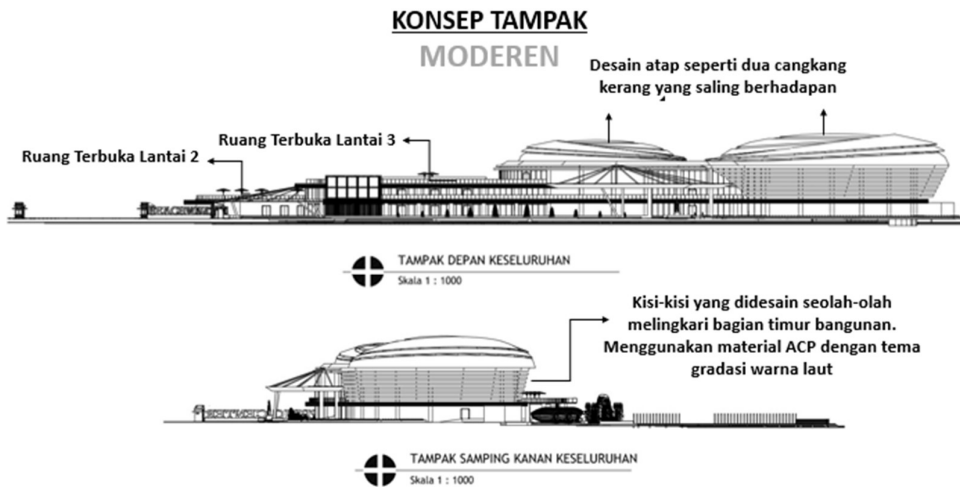 KONSEP TAMPAK
MODEREN
Desain atap seperti dua cangkang
kerang yang saling berhadapan
Ruang Terbuka Lantai 3
Ruang Terbuka Lantai 2
TAMPAK DEPAN KESELURUHAN
Skala 1 : 1000
Kisi-kisi yang didesain seolah-olah
melingkari bagian timur bangunan.
Menggunakan material ACP dengan tema
gradasi warna laut
TAMPAK SAMPING KANAN KESELURUHAN
Skala 1 : 1000